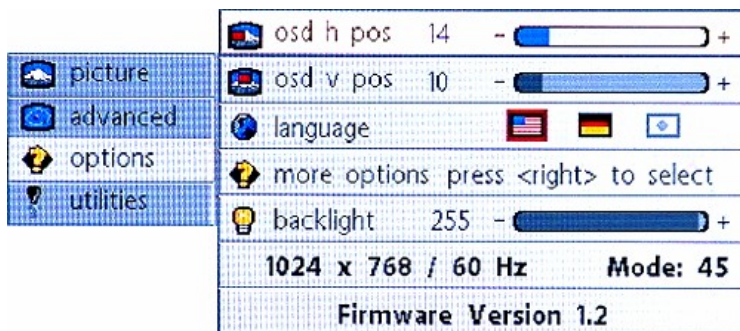 picture
advanced
options
utilities
osd h pos 14 - +
osd v pos 10 - +
language
more options press <right> to select
backlight 255 - +
1024 x 768 / 60 Hz Mode: 45
Firmware Version 1.2